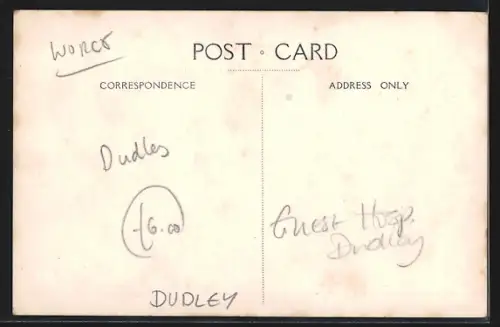 Worcs
POST CARD
CORRESPONDENCE
ADDRESS ONLY
Dudley
£6.00
Guest Hosp.
Dudley
DUDLEY